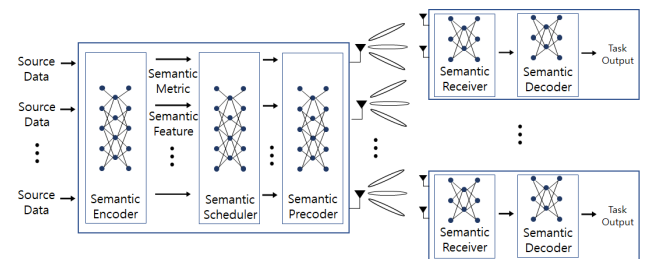 Source
Data
Source
Data
Source
Data
Semantic
Encoder
Semantic
Metric
Semantic
Feature
Semantic
Scheduler
Semantic
Precoder
Semantic
Receiver
Semantic
Decoder
Task
Output
Semantic
Receiver
Semantic
Decoder
Task
Output